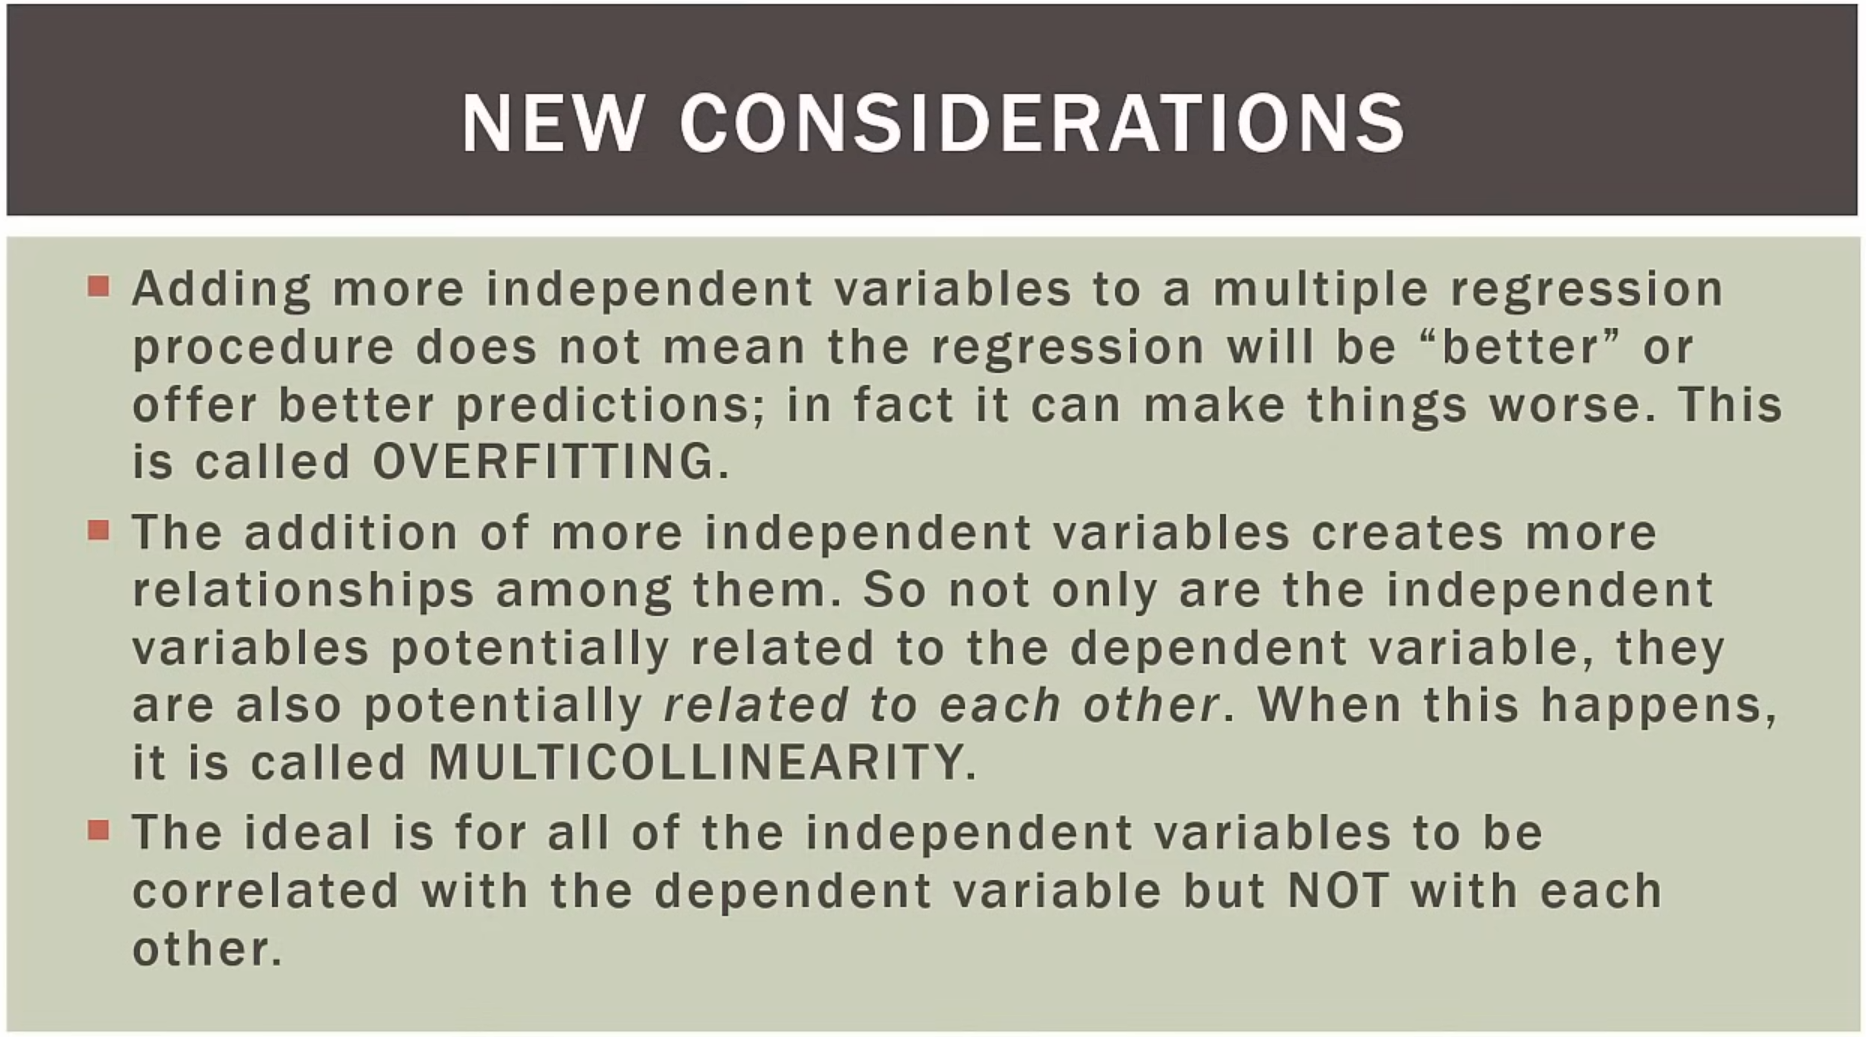 NEW CONSIDERATIONS
Adding more independent variables to a multiple regression
procedure does not mean the regression will be “better” or
offer better predictions; in fact it can make things worse. This
is called OVERFITTING.
The addition of more independent variables creates more
relationships among them. So not only are the independent
variables potentially related to the dependent variable, they
are also potentially related to each other. When this happens,
it is called MULTICOLLINEARITY.
The ideal is for all of the independent variables to be
correlated with the dependent variable but NOT with each
other.